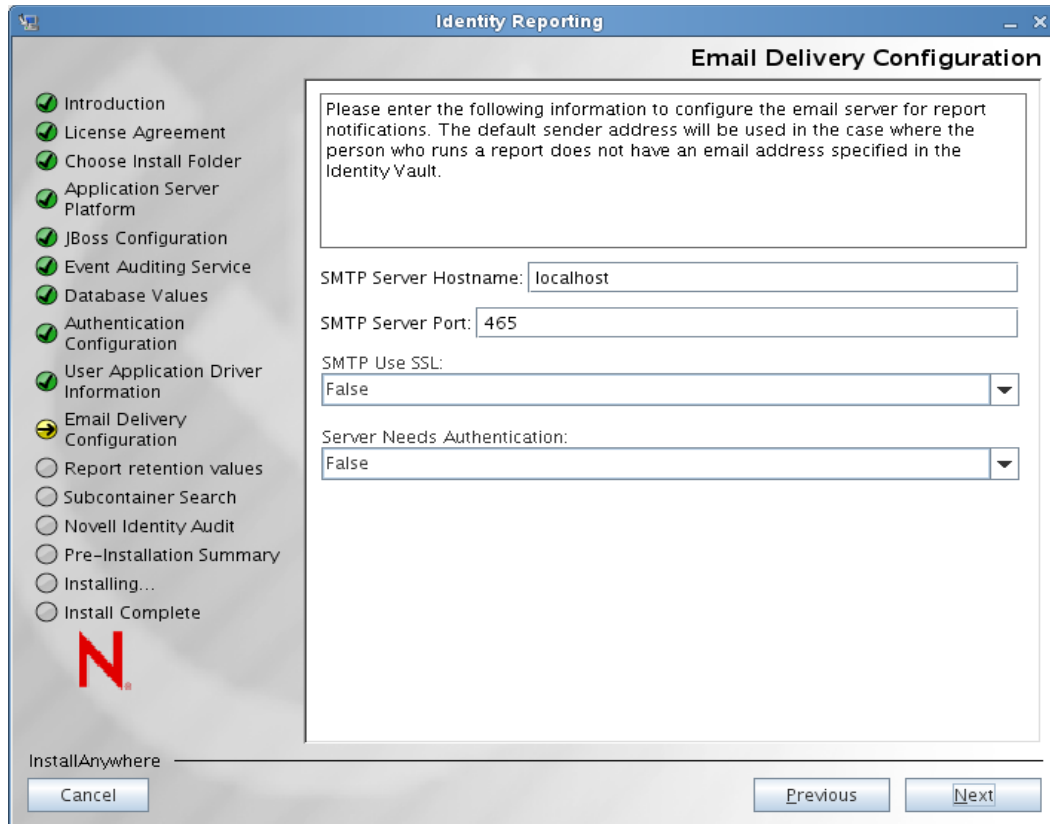 Identity Reporting
Email Delivery Configuration
Introduction
License Agreement
Choose Install Folder
Application Server
Platform
JBoss Configuration
Event Auditing Service
Database Values
Authentication
Configuration
User Application Driver
Information
Email Delivery
Configuration
Report retention values
Subcontainer Search
Novell Identity Audit
Pre-Installation Summary
Installing...
Install Complete
N®
Please enter the following information to configure the email server for report
notifications. The default sender address will be used in the case where the
person who runs a report does not have an email address specified in the
Identity Vault.
SMTP Server Hostname: localhost
SMTP Server Port: 465
SMTP Use SSL:
False
Server Needs Authentication:
False
InstallAnywhere
Cancel
Previous
Next